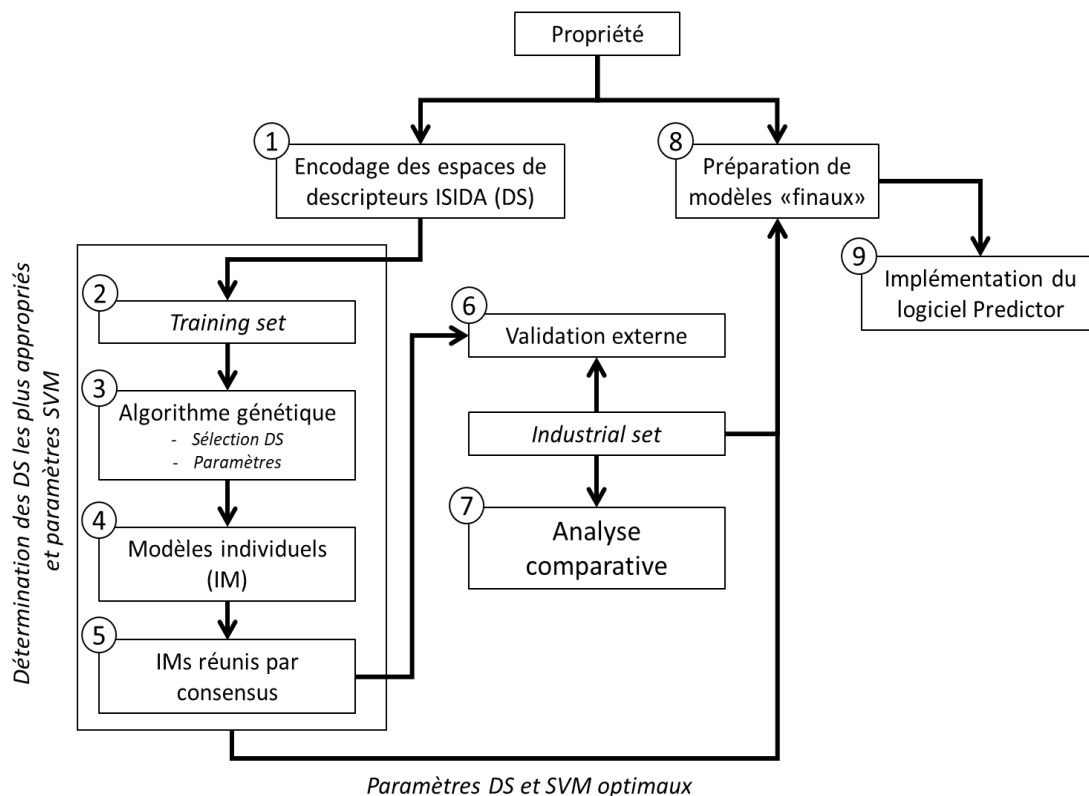 Propriété
1
Encodage des espaces de
descripteurs ISIDA (DS)
8
Préparation de
modèles «finaux»
9
Implémentation du
logiciel Predictor
Détermination des DS les plus appropriés
et paramètres SVM
2
Training set
3
Algorithme génétique
- Sélection DS
- Paramètres
4
Modèles individuels
(IM)
5
IMs réunis par
consensus
6
Validation externe
Industrial set
7
Analyse
comparative
Paramètres DS et SVM optimaux